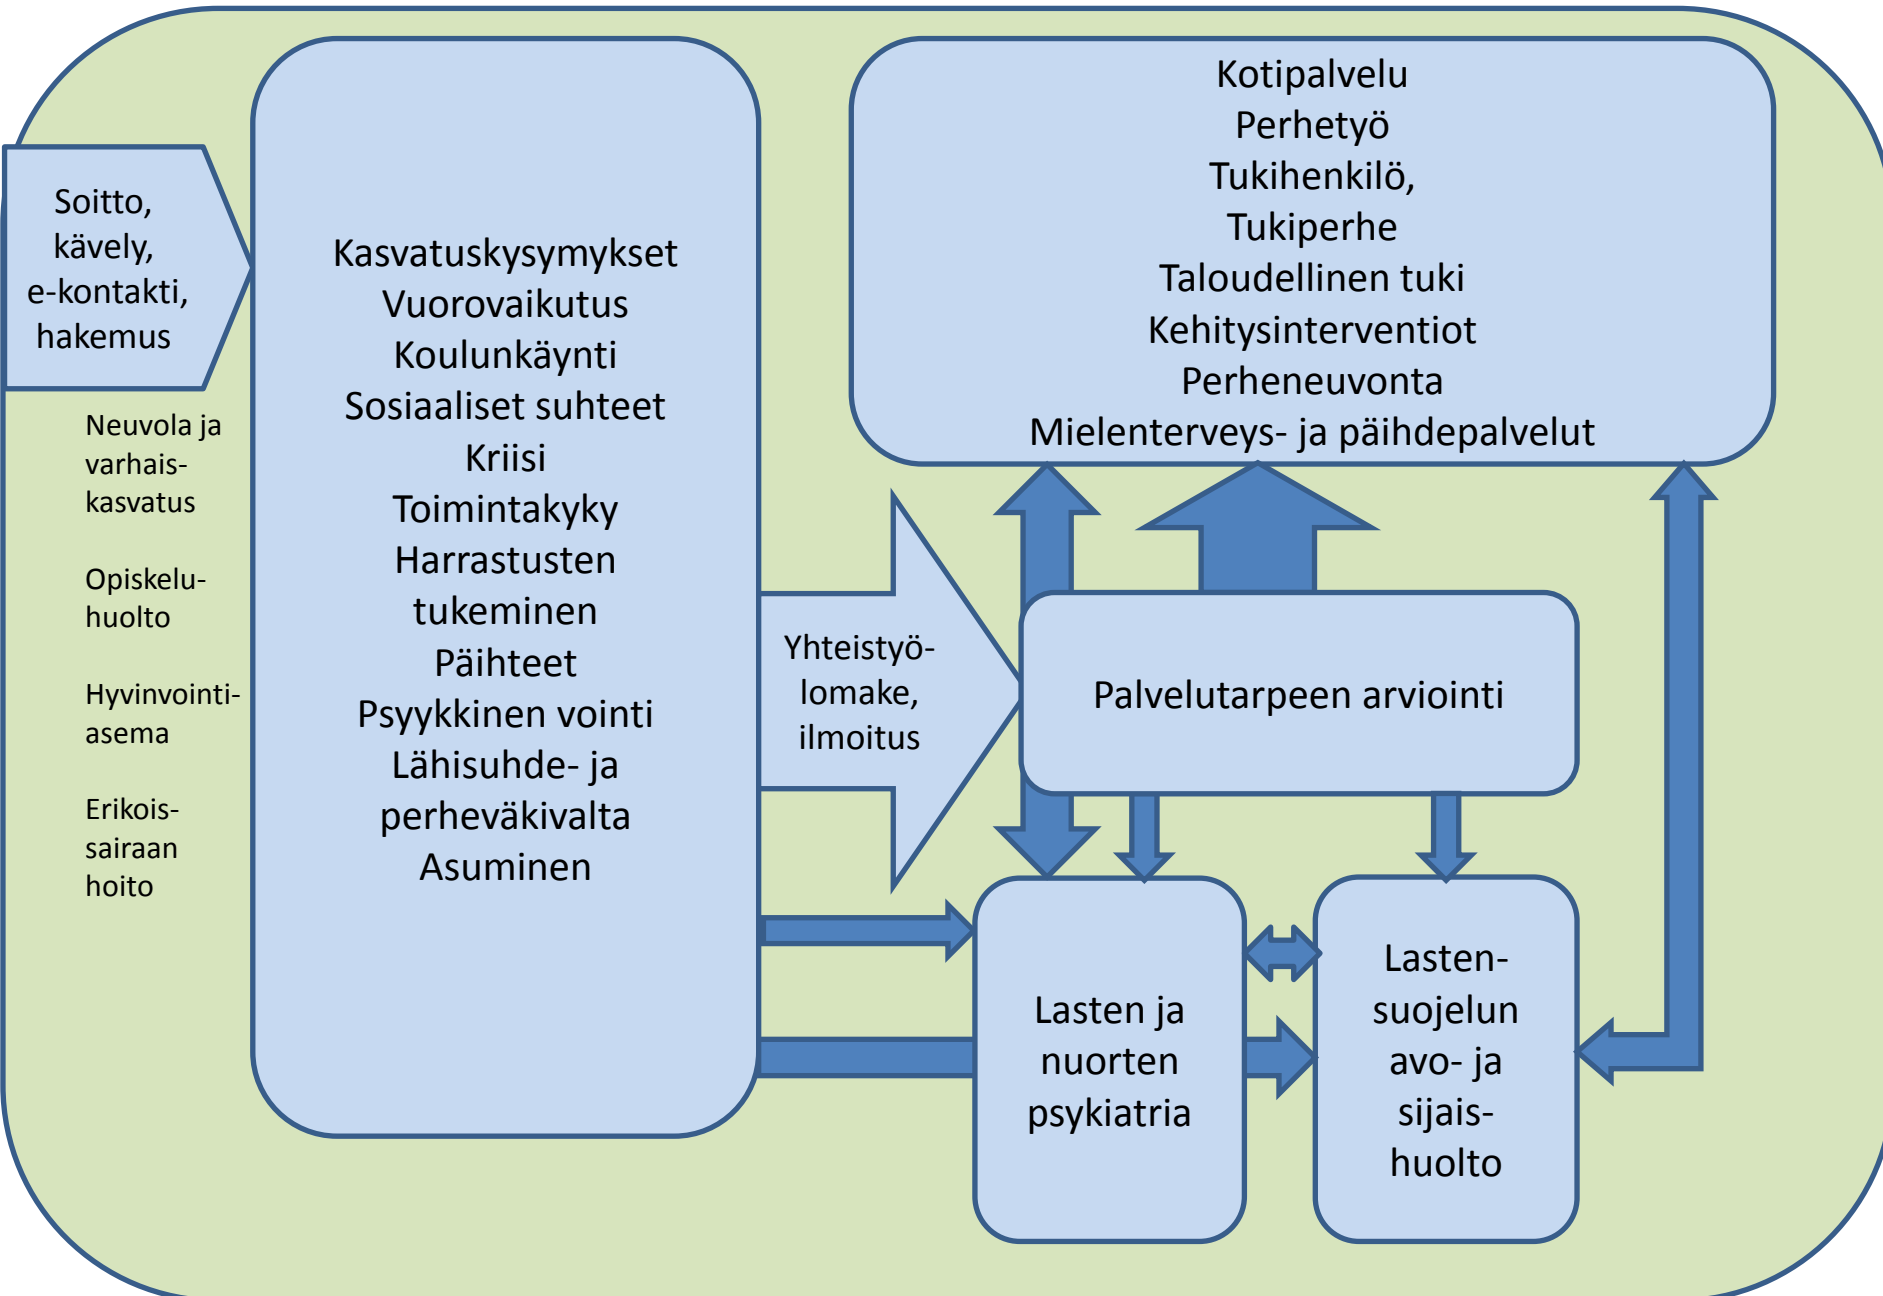 Soitto,
kävely,
e-kontakti,
hakemus
Neuvola ja
varhais-
kasvatus
Opiskelu-
huolto
Hyvinvointi-
asema
Erikois-
sairaan
hoito
Kasvatuskysymykset
Vuorovaikutus
Koulunkäynti
Sosiaaliset suhteet
Kriisi
Toimintakyky
Harrastusten
tukeminen
Päihteet
Psyykkinen vointi
Lähisuhde- ja
perheväkivalta
Asuminen
Kotipalvelu
Perhetyö
Tukihenkilö,
Tukiperhe
Taloudellinen tuki
Kehitysinterventiot
Perheneuvonta
Mielenterveys- ja päihdepalvelut
Yhteistyö-
lomake,
ilmoitus
Palvelutarpeen arviointi
Lasten ja
nuorten
psykiatria
Lasten-
suojelun
avo- ja
sijais-
huolto